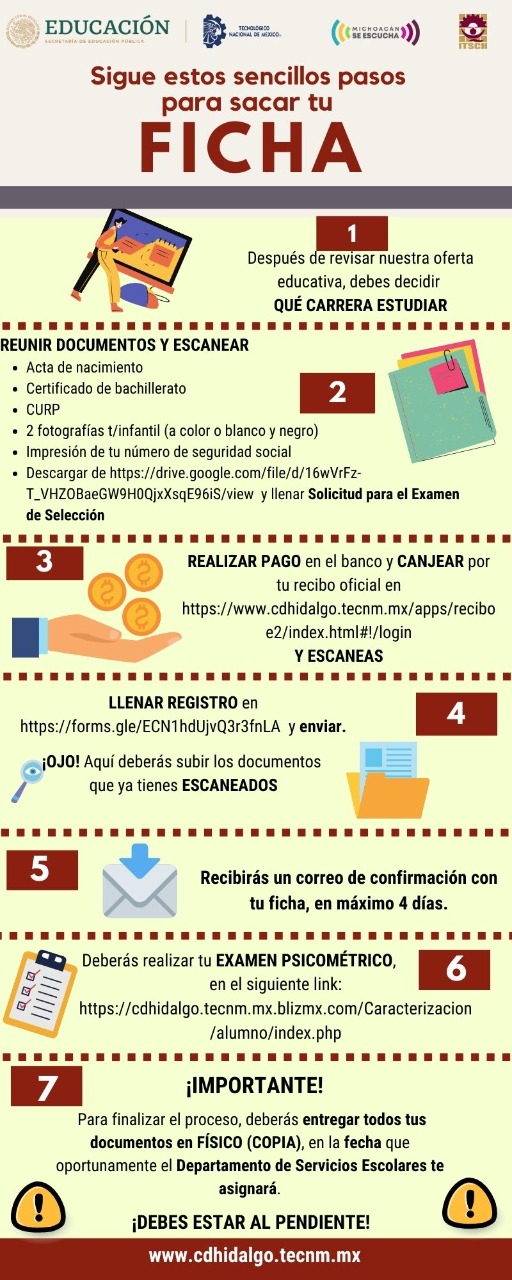 EDUCACIÓN
SECRETARÍA DE EDUCACIÓN PÚBLICA
TECNOLÓGICO
NACIONAL DE MÉXICO
MICHOACÁN
SE ESCUCHA
ITSCH
Sigue estos sencillos pasos
para sacar tu
FICHA
1
Después de revisar nuestra oferta
educativa, debes decidir
QUÉ CARRERA ESTUDIAR
REUNIR DOCUMENTOS Y ESCANEAR
• Acta de nacimiento
• Certificado de bachillerato
• CURP
• 2 fotografías t/infantil (a color o blanco y negro)
• Impresión de tu número de seguridad social
• Descargar de https://drive.google.com/file/d/16wVrFz-
T_VHZOBaeGW9H0QjxXsqE96iS/view y llenar Solicitud para el Examen
de Selección
2
3
REALIZAR PAGO en el banco y CANJEAR por
tu recibo oficial en
https://www.cdhidalgo.tecnm.mx/apps/recibo
e2/index.html#!/login
Y ESCANEAS
LLENAR REGISTRO en
https://forms.gle/ECN1hdUjvQ3r3fnLA y enviar.
4
¡OJO! Aquí deberás subir los documentos
que ya tienes ESCANEADOS
5
Recibirás un correo de confirmación con
tu ficha, en máximo 4 días.
Deberás realizar tu EXAMEN PSICOMÉTRICO,
en el siguiente link:
https://cdhidalgo.tecnm.mx.blizmx.com/Caracterizacion
/alumno/index.php
6
7
¡IMPORTANTE!
Para finalizar el proceso, deberás entregar todos tus
documentos en FÍSICO (COPIA), en la fecha que
oportunamente el Departamento de Servicios Escolares te
asignará.
¡DEBES ESTAR AL PENDIENTE!
www.cdhidalgo.tecnm.mx